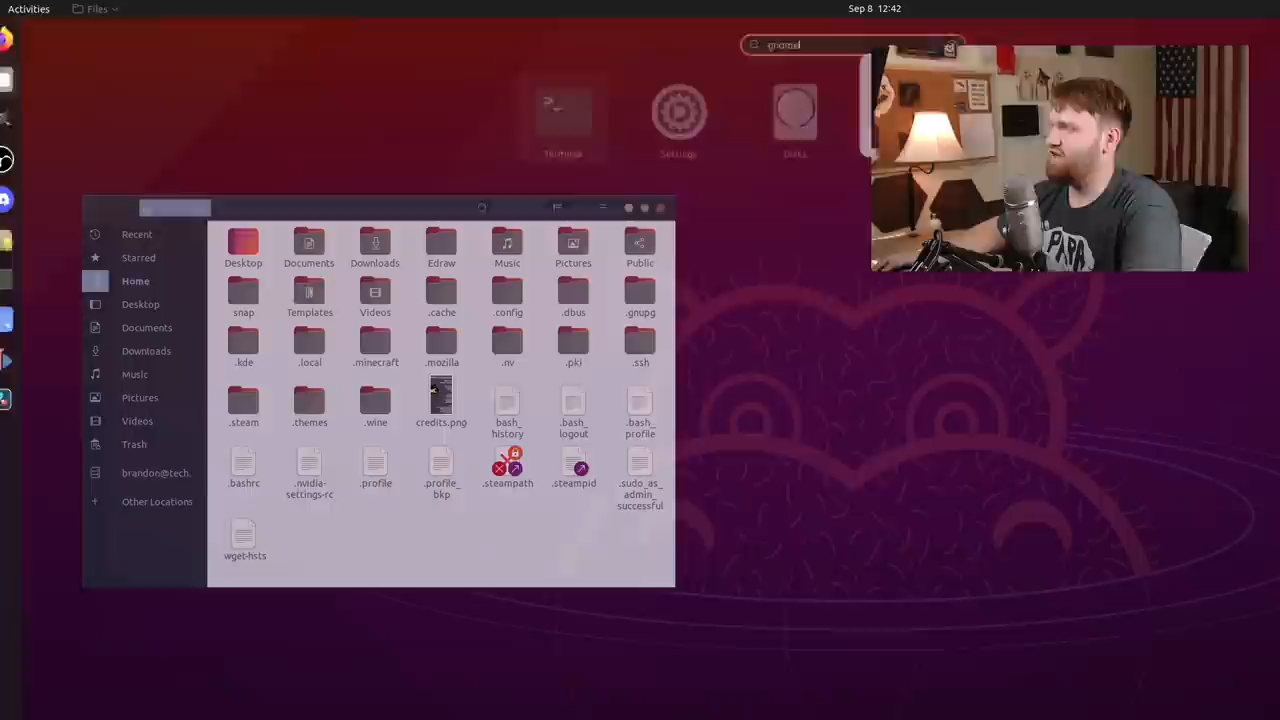 Activities
Files
Sep 8 12:42
Terminal
Settings
Disks
Recent
Starred
Home
Desktop
Documents
Downloads
Music
Pictures
Videos
Trash
brandon@tech.
Other Locations
Desktop
Documents
Downloads
Edraw
Music
Pictures
Public
snap
Templates
Videos
.cache
.config
.dbus
.gnupg
.kde
.local
.minecraft
.mozilla
.nv
.pki
.ssh
.steam
.themes
.wine
credits.png
bash_
history
.bash_
logout
.bash_
profile
.bashrc
.nvidia-
settings-rc
.profile
.profile_
bkp
.steampath
.steampid
.sudo_as_
admin_
successful
wget-hsts
PAPA